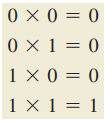 0 × 0 = 0
0 × 1 = 0
1 × 0 = 0
1 × 1 = 1